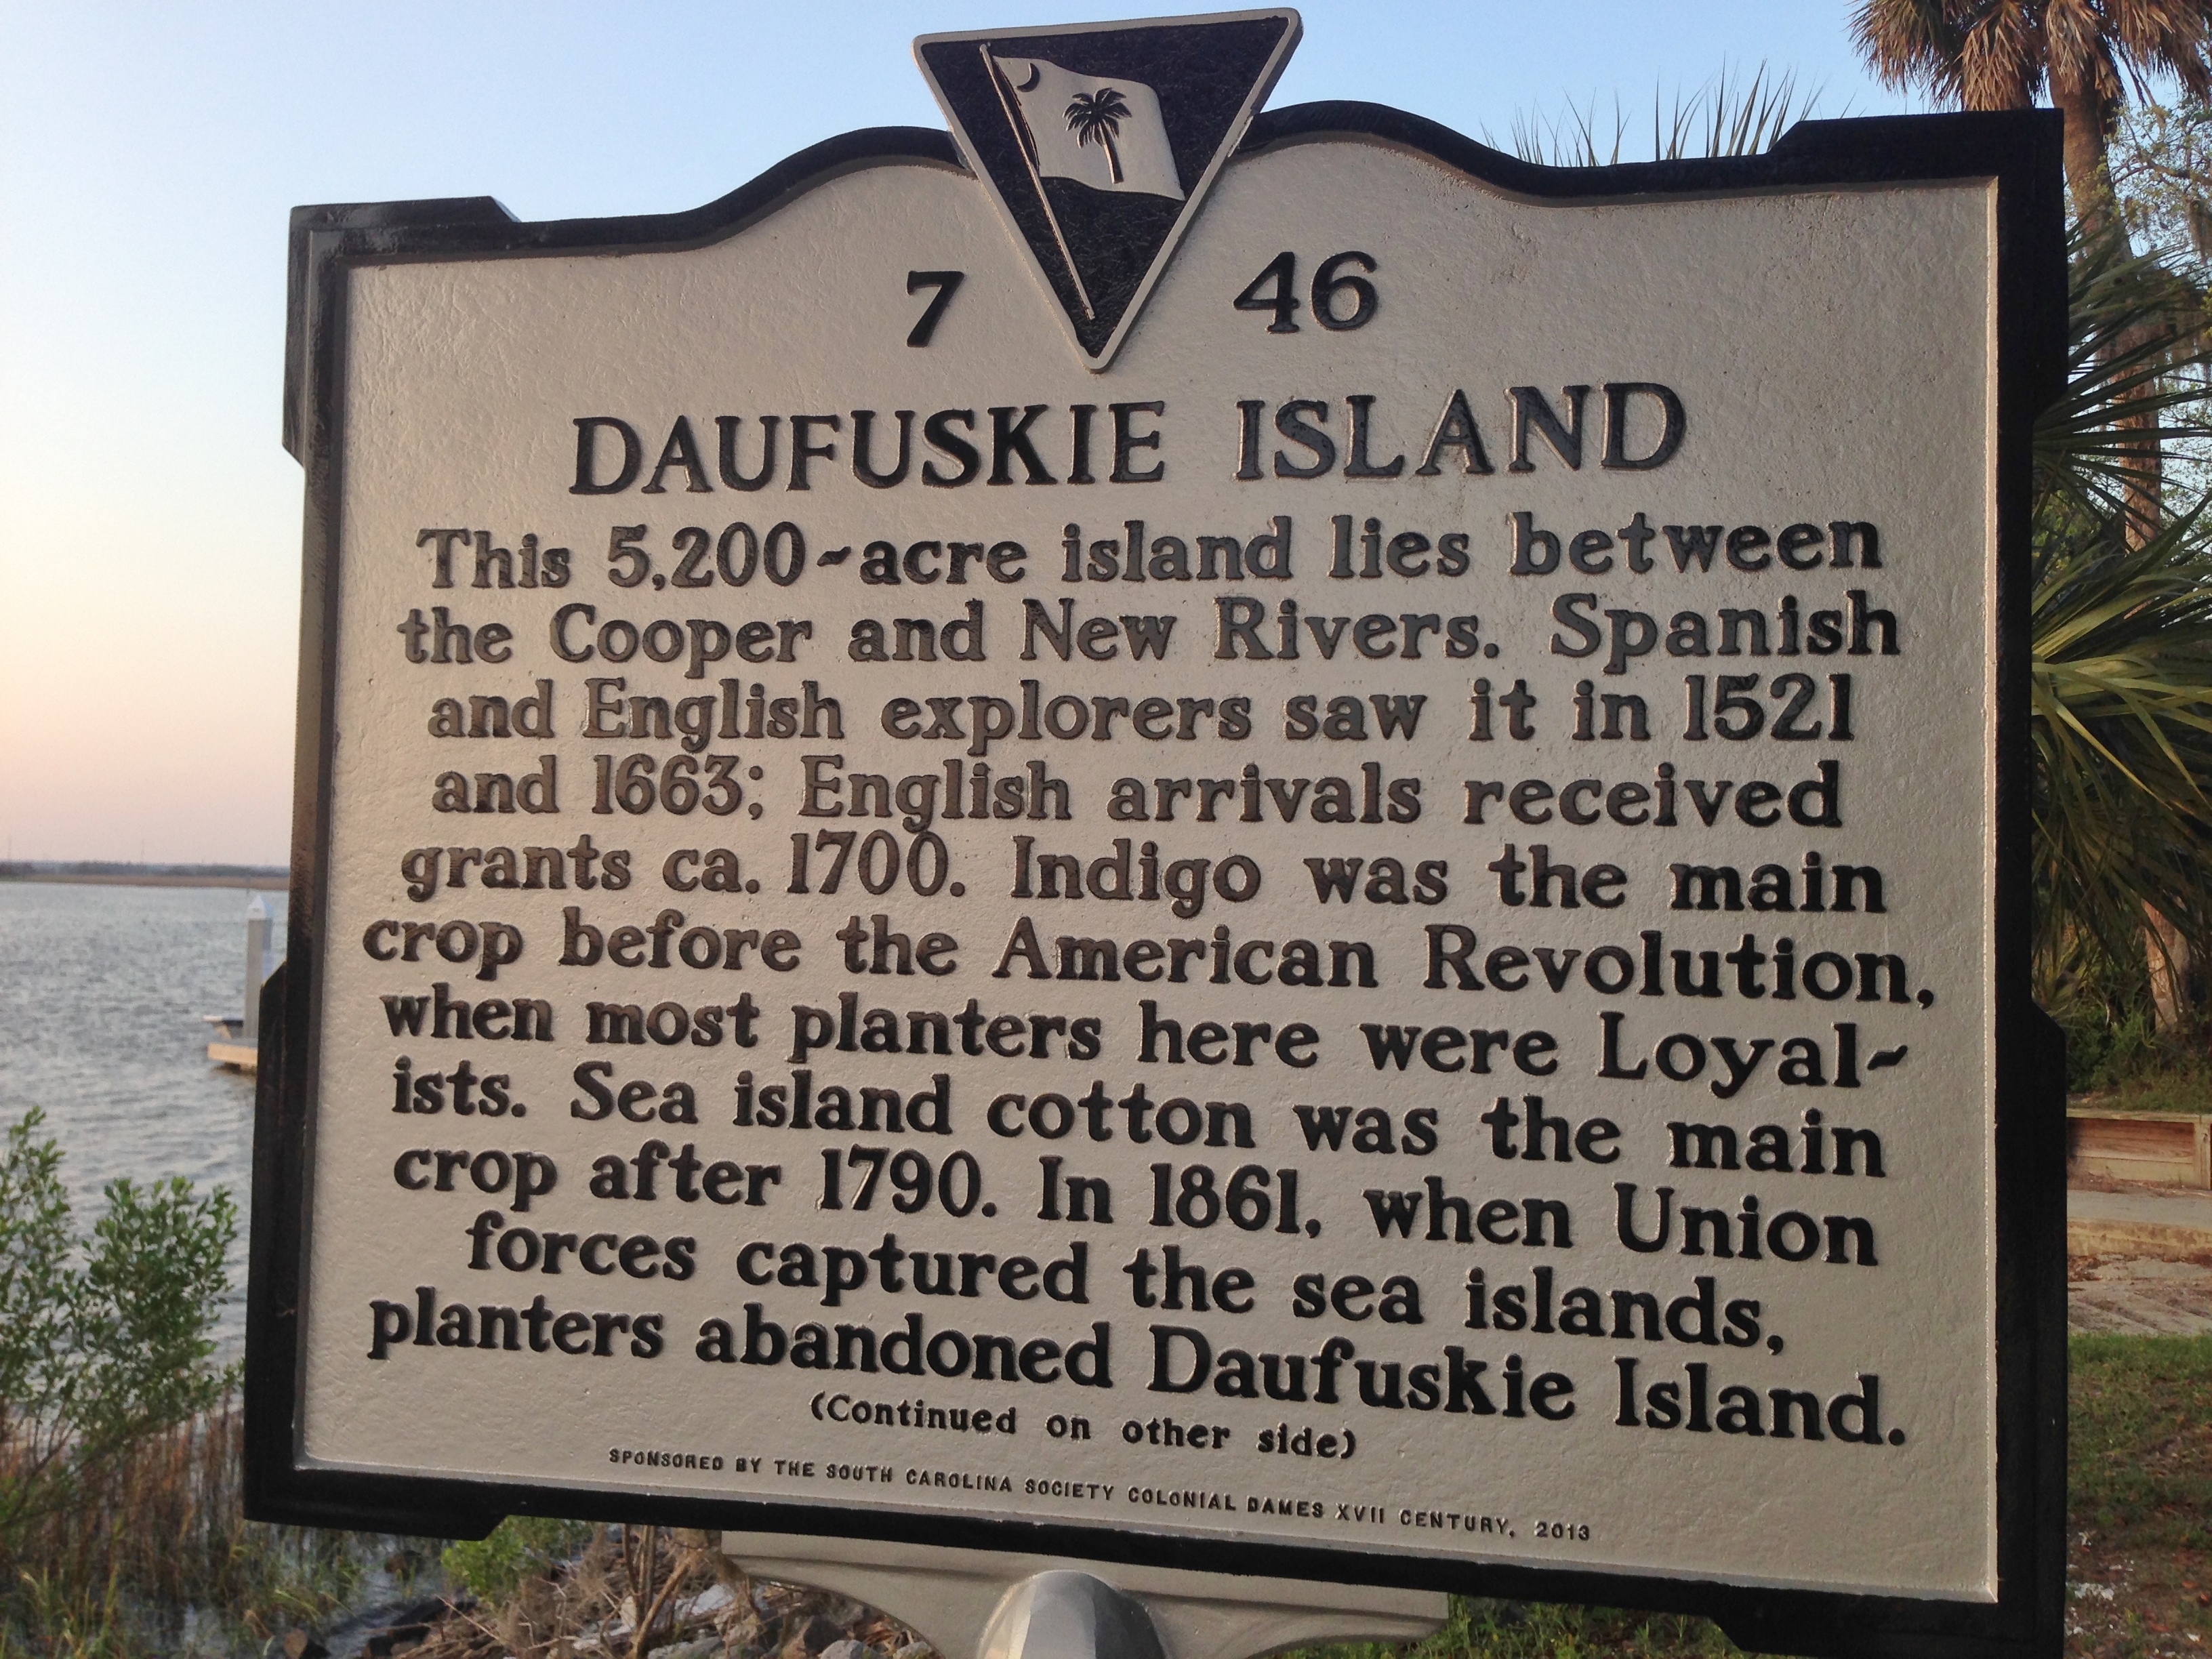 7 46
DAUFUSKIE ISLAND
This 5,200-acre island lies between
the Cooper and New Rivers. Spanish
and English explorers saw it in 1521
and 1663; English arrivals received
grants ca. 1700. Indigo was the main
crop before the American Revolution,
when most planters here were Loyal-
ists. Sea island cotton was the main
crop after 1790. In 1861, when Union
forces captured the sea islands,
planters abandoned Daufuskie Island.
(Continued on other side)
SPONSORED BY THE SOUTH CAROLINA SOCIETY COLONIAL DAMES XVII CENTURY, 2013